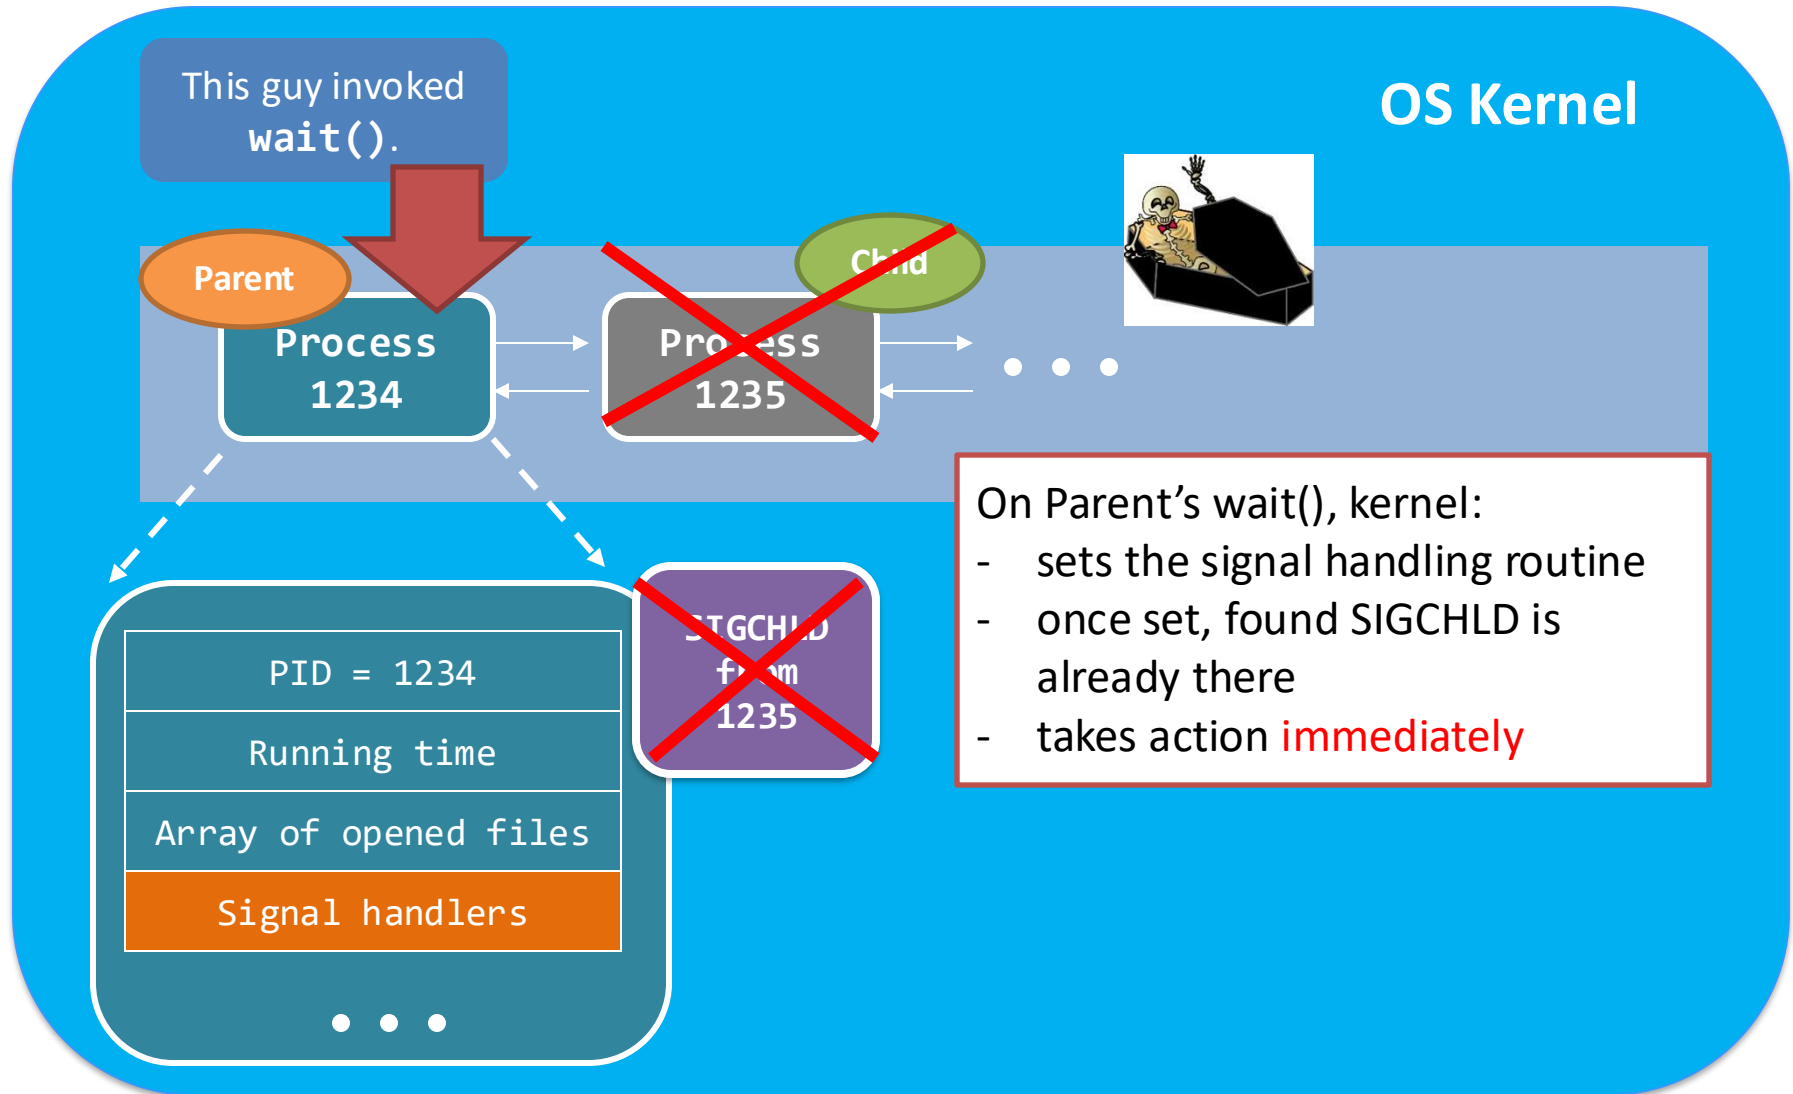 This guy invoked
wait().
OS Kernel
Parent
Child
Process
1234
Process
1235
On Parent’s wait(), kernel:
- sets the signal handling routine
- once set, found SIGCHLD is
already there
- takes action immediately
SIGCHLD
from
1235
PID = 1234
Running time
Array of opened files
Signal handlers